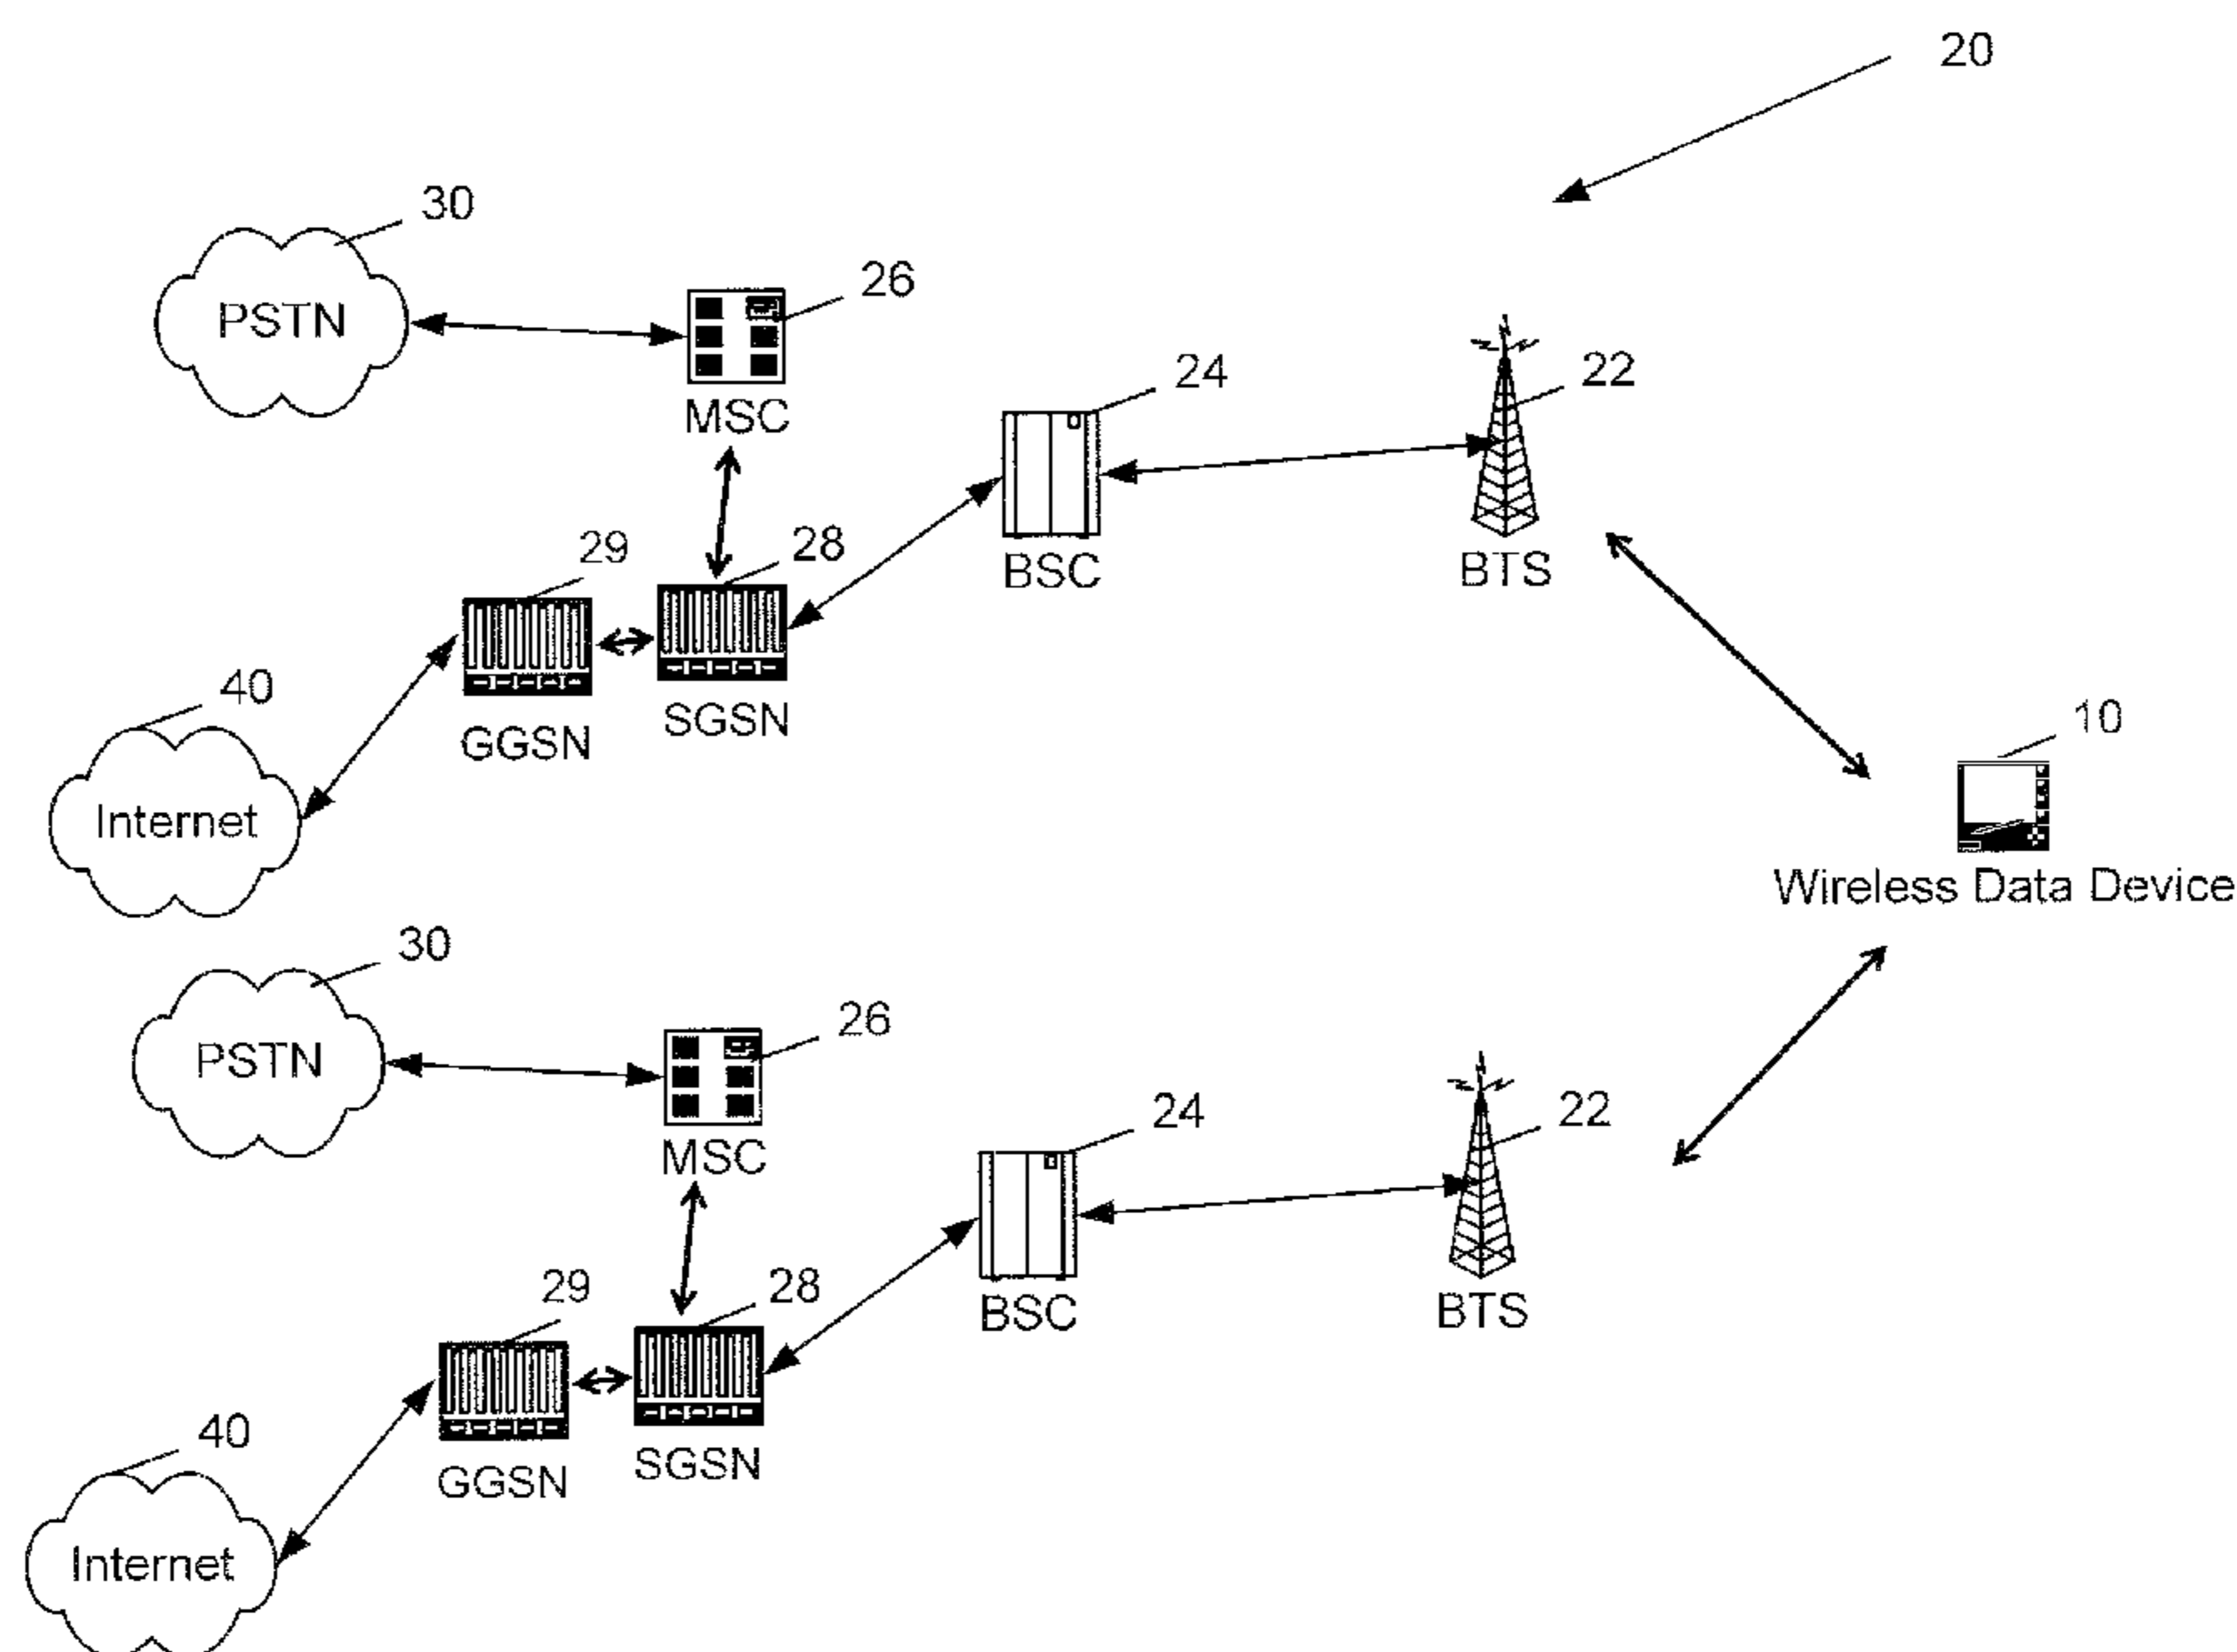 20
30
PSTN
26
MSC
24
BSC
22
BTS
29
28
GGSN
SGSN
40
Internet
10
Wireless Data Device
30
PSTN
26
MSC
24
BSC
22
BTS
29
28
GGSN
SGSN
40
Internet